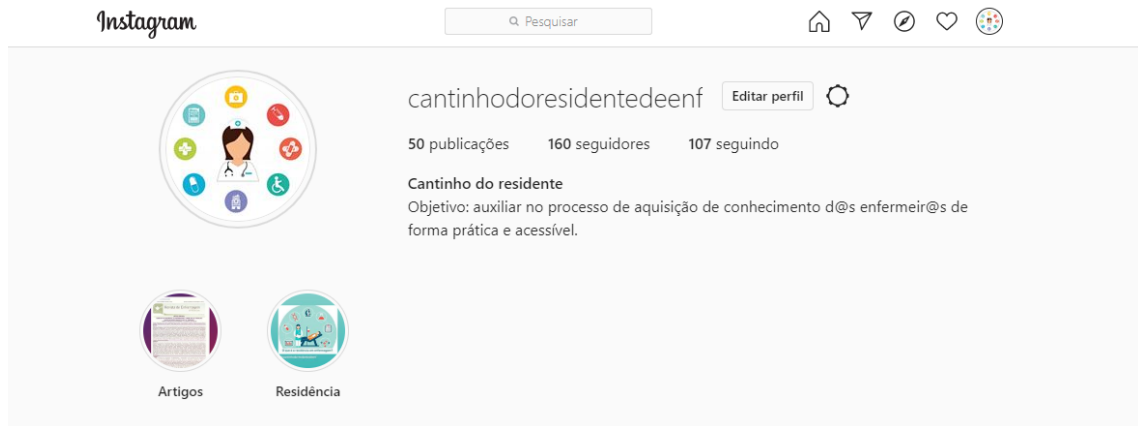 Instagram
Pesquisar
cantinhodoresidentedeenf Editar perfil
50 publicações 160 seguidores 107 seguindo
Cantinho do residente
Objetivo: auxiliar no processo de aquisição de conhecimento d@s enfermeir@s de
forma prática e acessível.
Artigos Residência